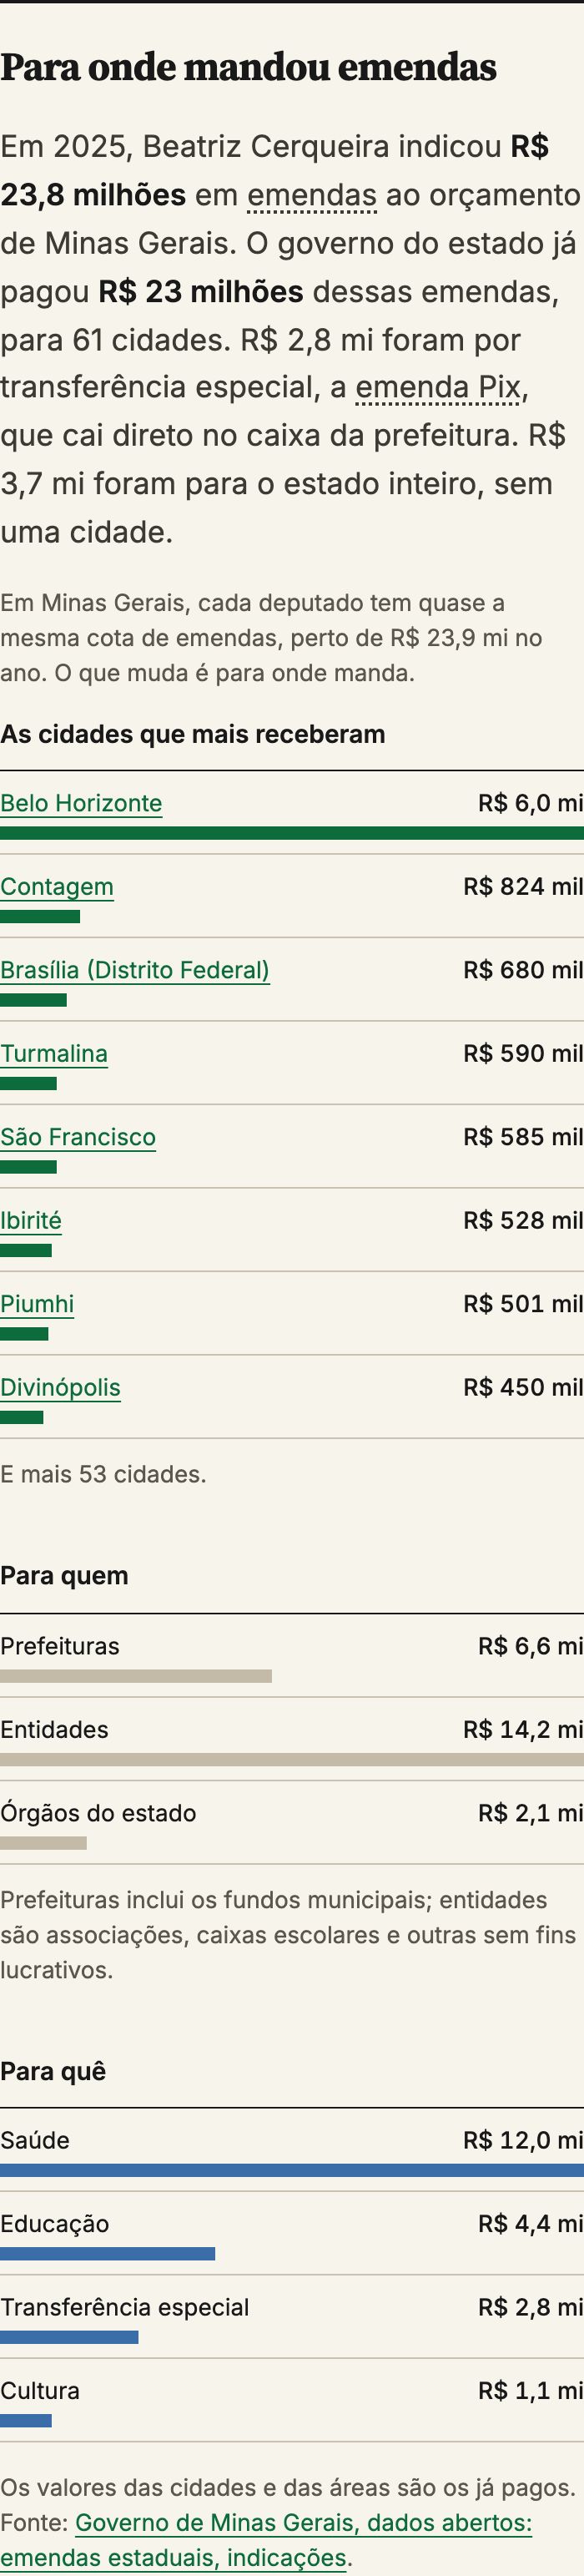 Para onde mandou emendas
Em 2025, Beatriz Cerqueira indicou R$
23,8 milhões em emendas ao orçamento
de Minas Gerais. O governo do estado já
pagou R$ 23 milhões dessas emendas,
para 61 cidades. R$ 2,8 mi foram por
transferência especial, a emenda Pix,
que cai direto no caixa da prefeitura. R$
3,7 mi foram para o estado inteiro, sem
uma cidade.
Em Minas Gerais, cada deputado tem quase a
mesma cota de emendas, perto de R$ 23,9 mi no
ano. O que muda é para onde manda.
As cidades que mais receberam
Belo Horizonte R$ 6,0 mi
Contagem R$ 824 mil
Brasília (Distrito Federal) R$ 680 mil
Turmalina R$ 590 mil
São Francisco R$ 585 mil
Ibirité R$ 528 mil
Piumhi R$ 501 mil
Divinópolis R$ 450 mil
E mais 53 cidades.
Para quem
Prefeituras R$ 6,6 mi
Entidades R$ 14,2 mi
Órgãos do estado R$ 2,1 mi
Prefeituras inclui os fundos municipais; entidades
são associações, caixas escolares e outras sem fins
lucrativos.
Para quê
Saúde R$ 12,0 mi
Educação R$ 4,4 mi
Transferência especial R$ 2,8 mi
Cultura R$ 1,1 mi
Os valores das cidades e das áreas são os já pagos.
Fonte: Governo de Minas Gerais, dados abertos:
emendas estaduais, indicações.